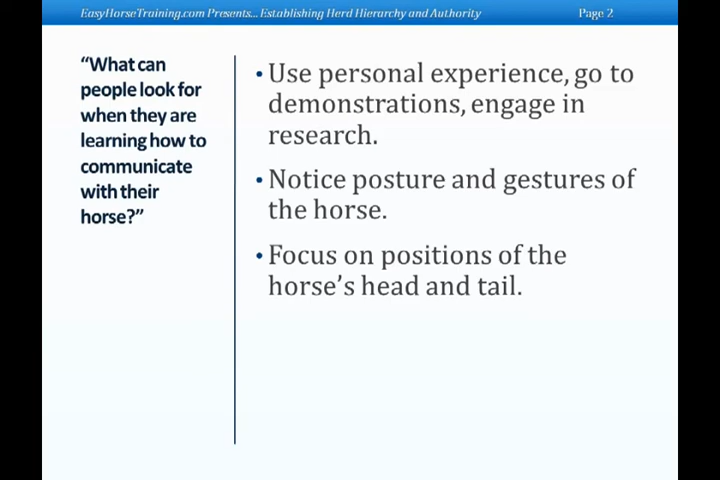 EasyHorseTraining.com Presents... Establishing Herd Hierarchy and Authority Page 2
“What can
people look for
when they are
learning how to
communicate
with their
horse?”
• Use personal experience, go to
demonstrations, engage in
research.
• Notice posture and gestures of
the horse.
• Focus on positions of the
horse’s head and tail.